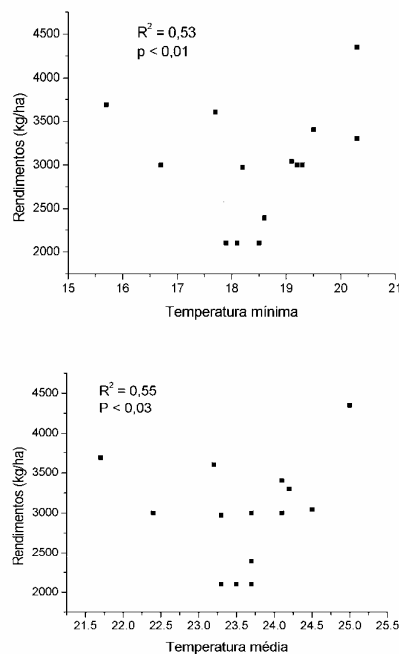 R² = 0,53
p < 0,01
Rendimentos (kg/ha)
4500
4000
3500
3000
2500
2000
15 16 17 18 19 20 21
Temperatura mínima
R² = 0,55
P < 0,03
Rendimentos (kg/ha)
4500
4000
3500
3000
2500
2000
21.5 22.0 22.5 23.0 23.5 24.0 24.5 25.0 25.5
Temperatura média